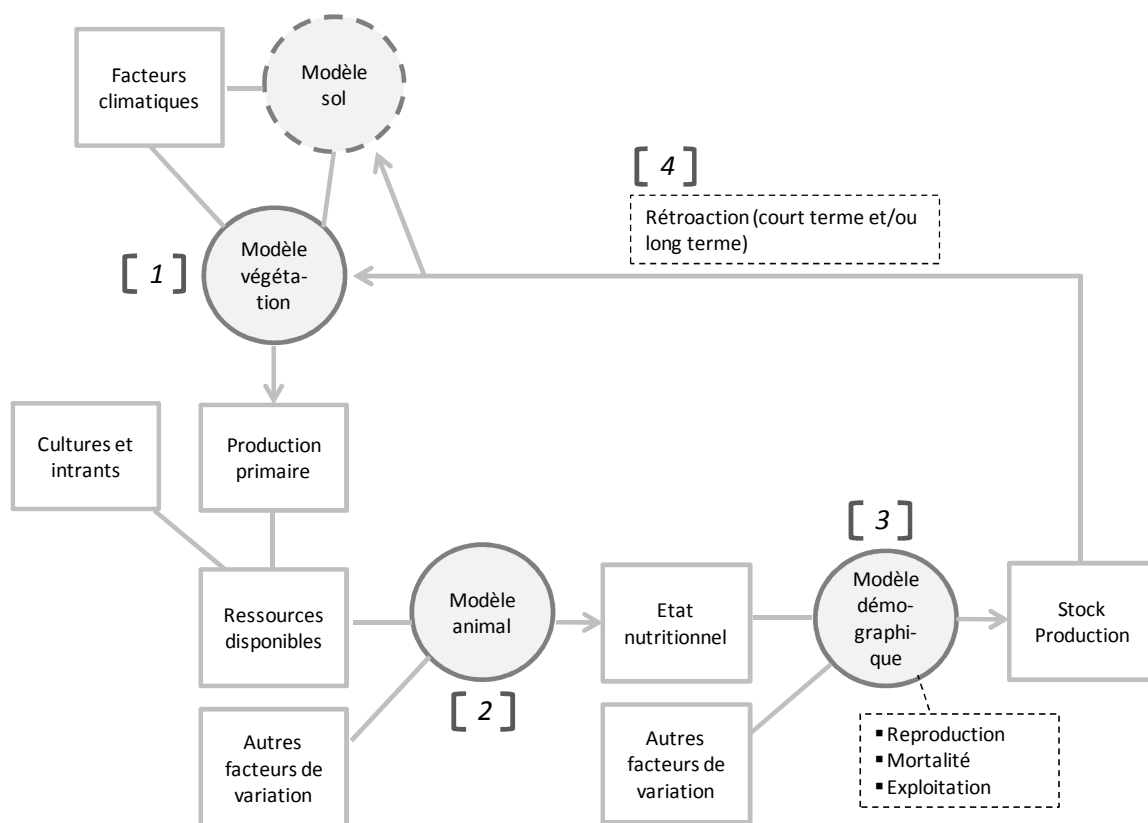 Facteurs
climatiques
Modèle
sol
[ 4 ]
Rétroaction (court terme et/ou
long terme)
[ 1 ]
Modèle
végéta-
tion
Cultures et
intrants
Production
primaire
[ 3 ]
Ressources
disponibles
Modèle
animal
Etat
nutritionnel
Modèle
démo-
graphi-
que
Stock
Production
[ 2 ]
Autres
facteurs de
variation
Autres
facteurs de
variation
▪ Reproduction
▪ Mortalité
▪ Exploitation